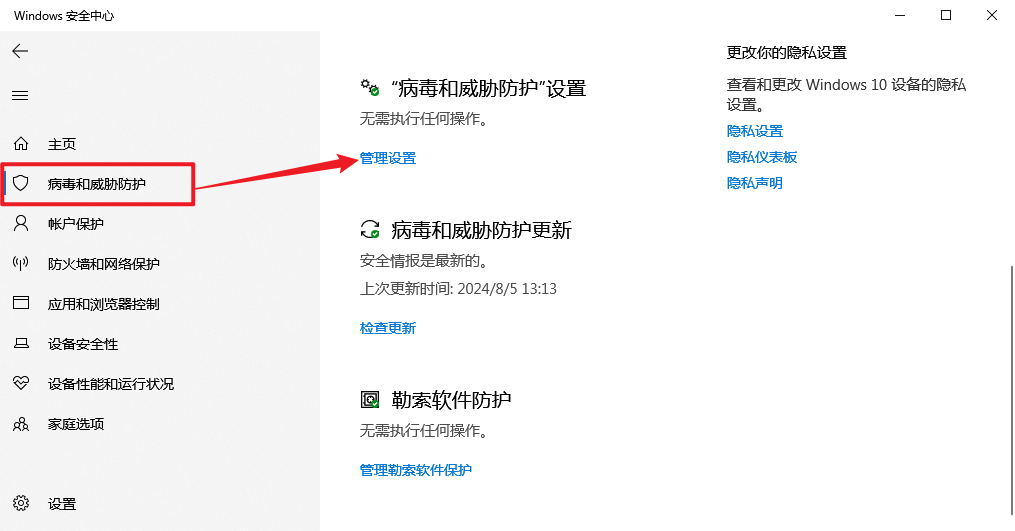 Windows 安全中心
主页
病毒和威胁防护
帐户保护
防火墙和网络保护
应用和浏览器控制
设备安全性
设备性能和运行状况
家庭选项
设置
“病毒和威胁防护”设置
无需执行任何操作。
管理设置
病毒和威胁防护更新
安全情报是最新的。
上次更新时间: 2024/8/5 13:13
检查更新
勒索软件防护
无需执行任何操作。
管理勒索软件保护
更改你的隐私设置
查看和更改 Windows 10 设备的隐私
设置。
隐私设置
隐私仪表板
隐私声明